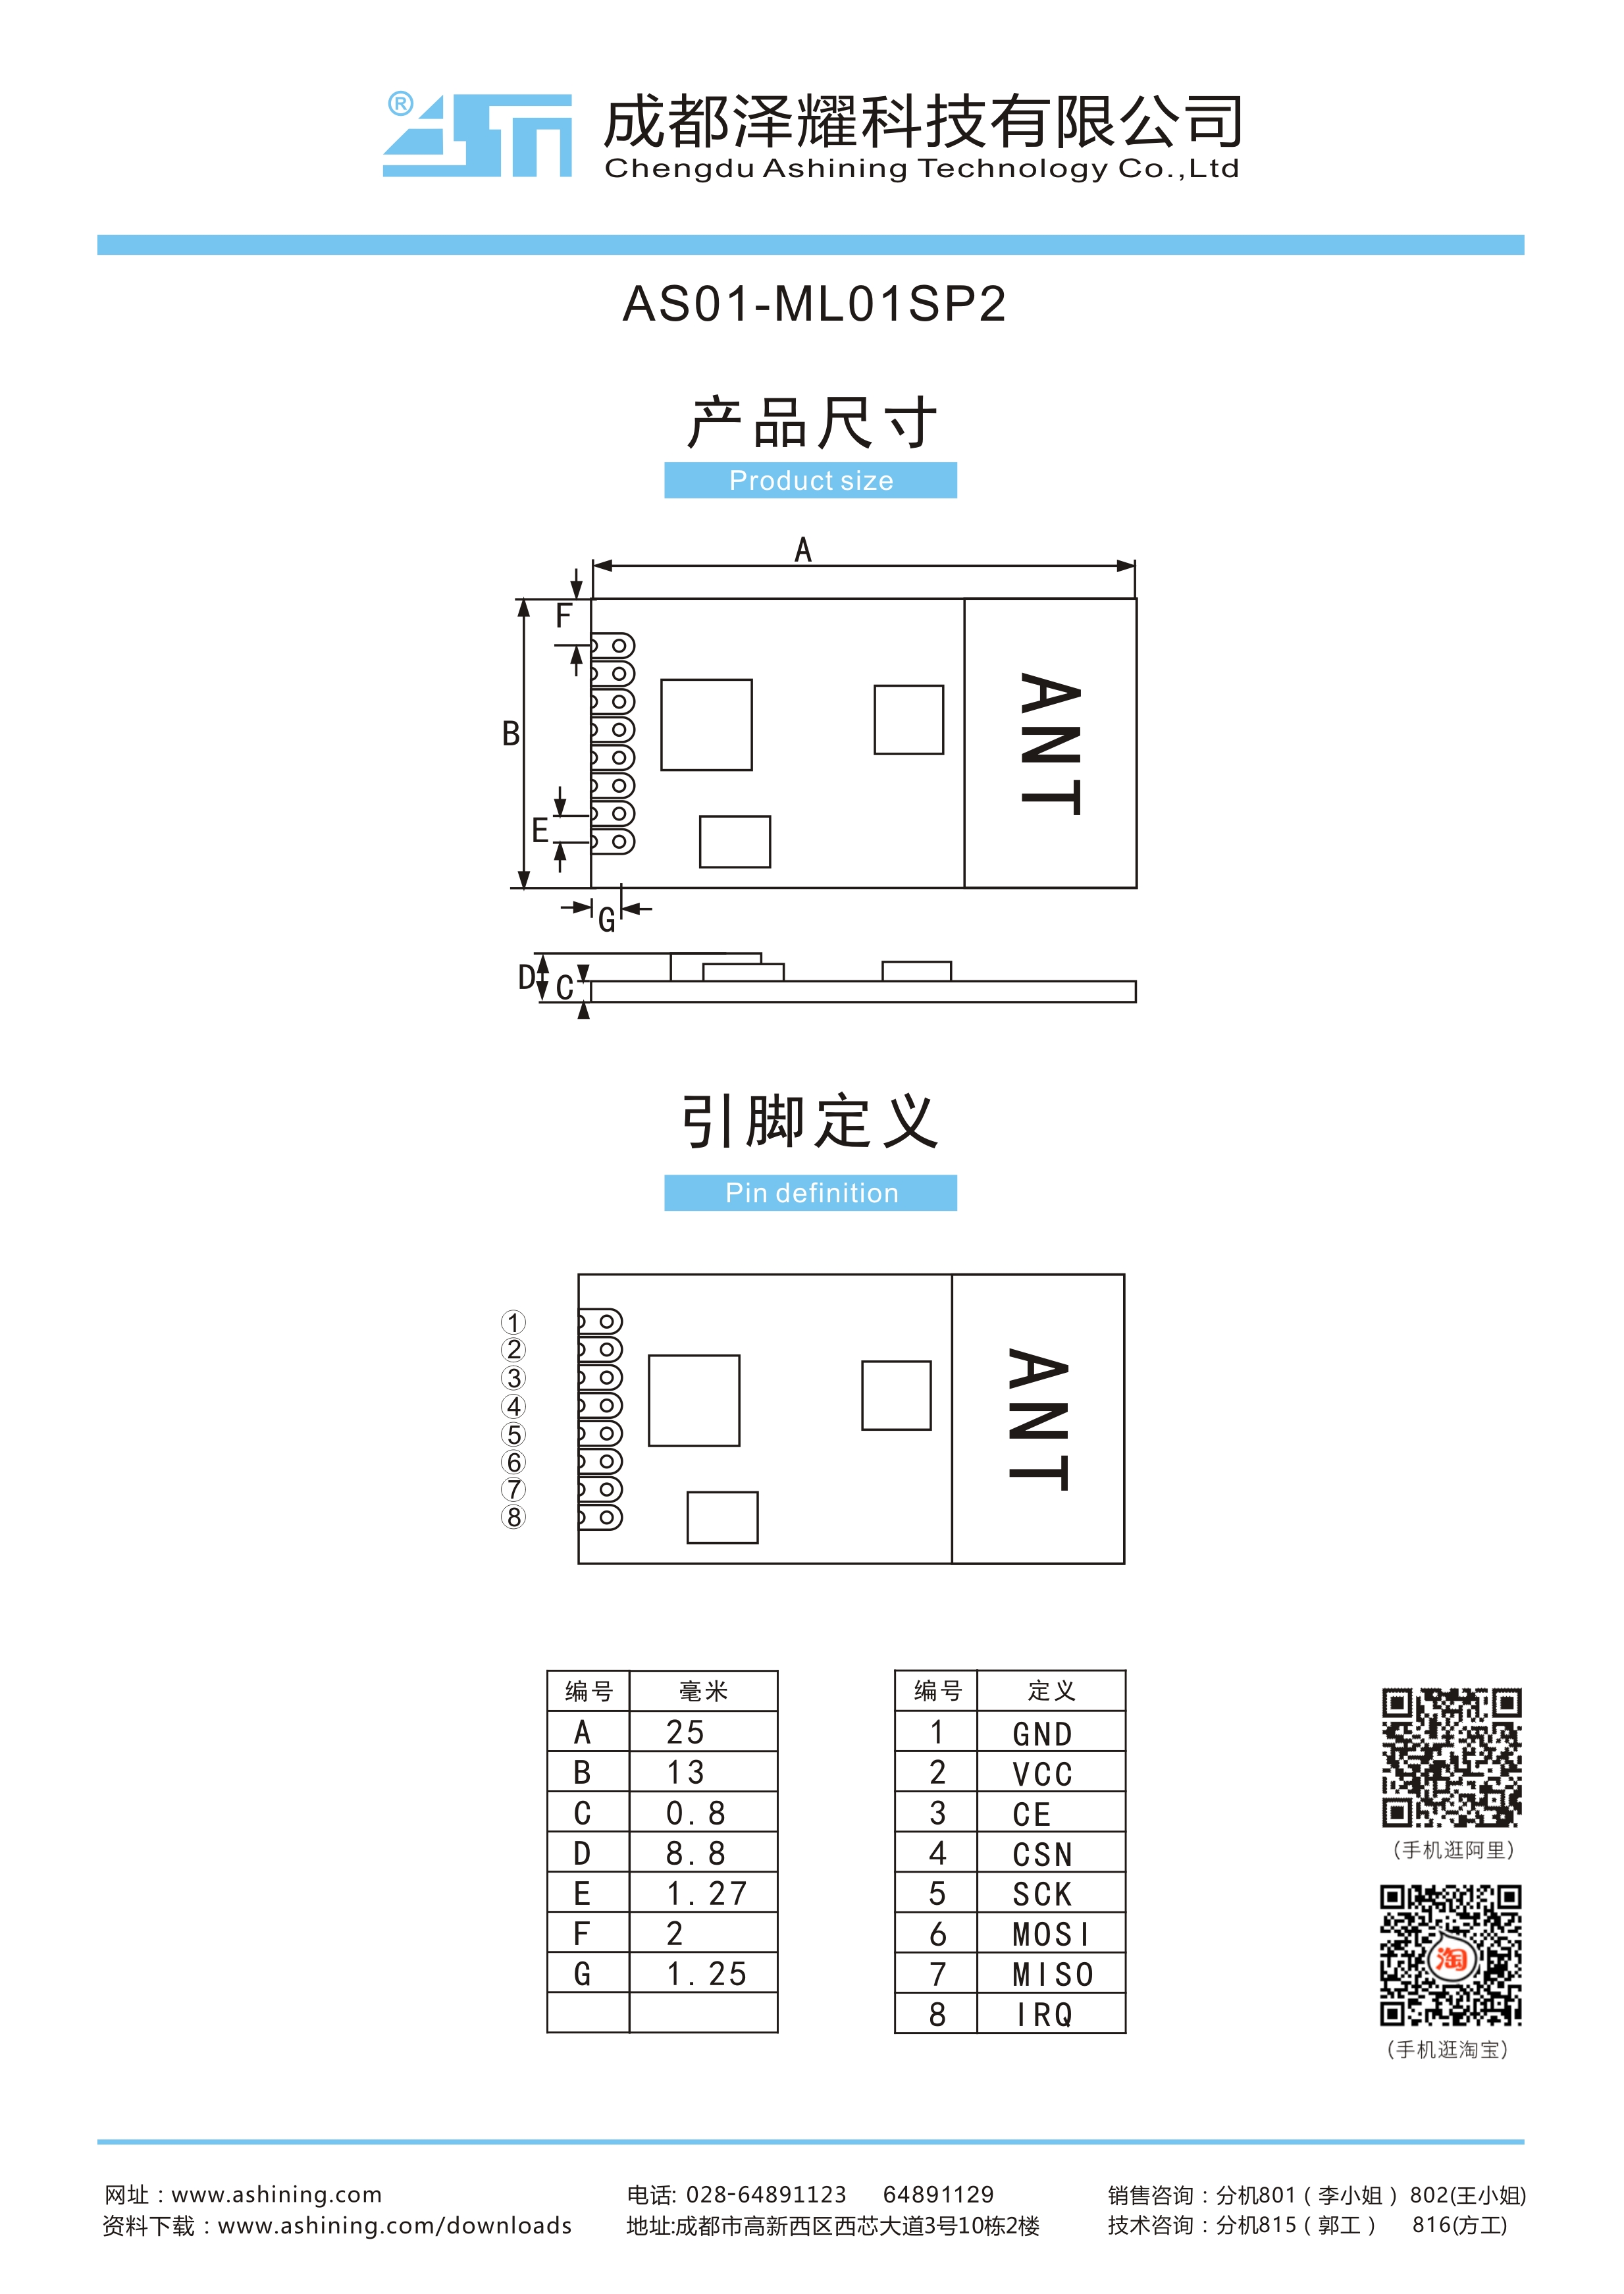 ®
成都泽耀科技有限公司
Chengdu Ashining Technology Co.,Ltd
AS01-ML01SP2
产品尺寸
Product size
A
F
B
E
G
ANT
D
C
引脚定义
Pin definition
①
②
③
④
⑤
⑥
⑦
⑧
ANT
编号 毫米
A 25
B 13
C 0.8
D 8.8
E 1.27
F 2
G 1.25
编号 定义
1 GND
2 VCC
3 CE
4 CSN
5 SCK
6 MOSI
7 MISO
8 IRQ
(手机逛阿里)
淘
(手机逛淘宝)
网址：www.ashining.com
资料下载：www.ashining.com/downloads
电话: 028-64891123 64891129
地址:成都市高新西区西芯大道3号10栋2楼
销售咨询：分机801（李小姐） 802(王小姐)
技术咨询：分机815（郭工） 816(方工)